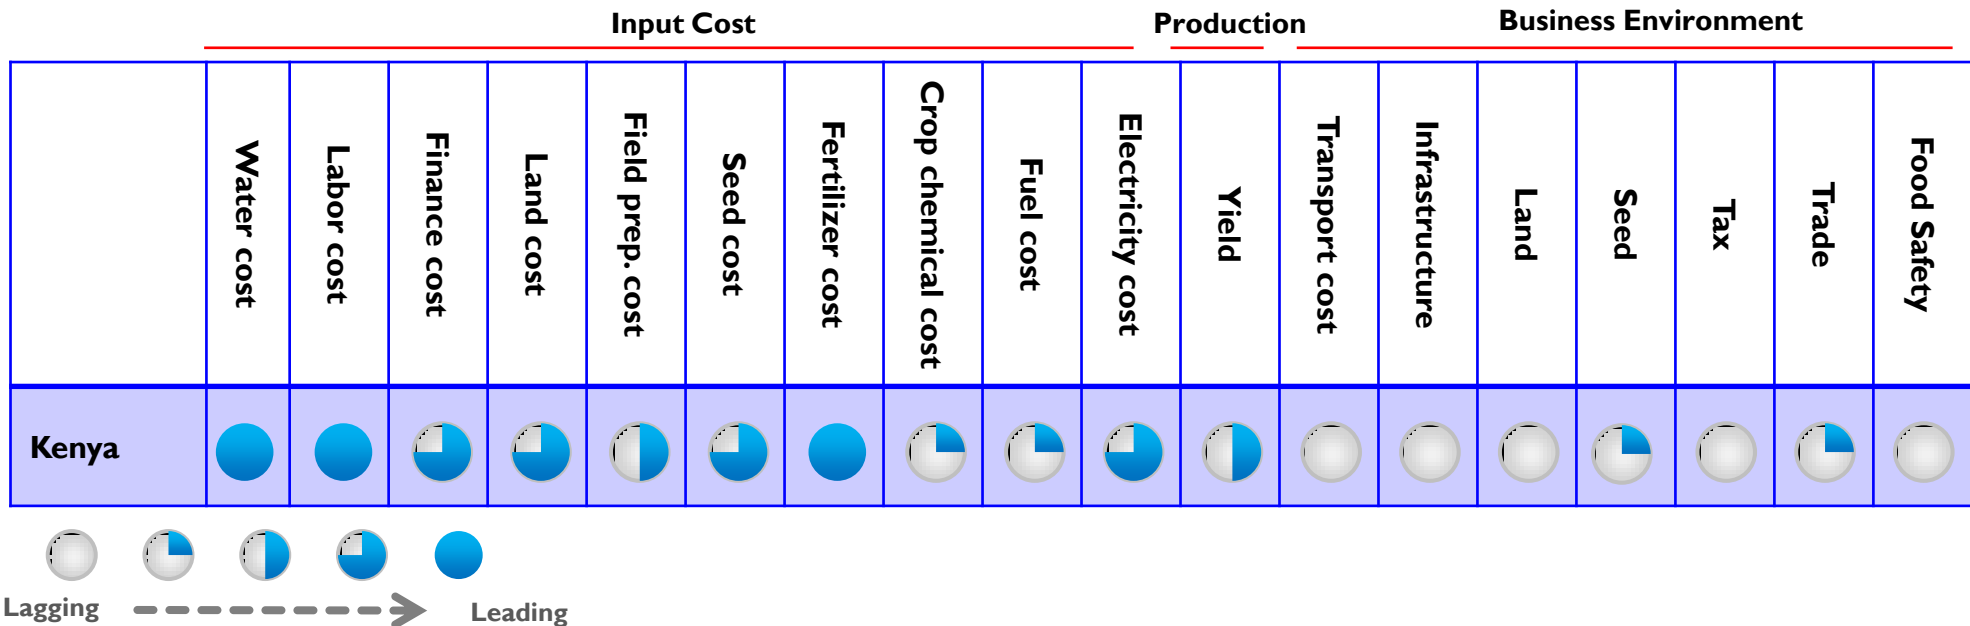 Input Cost
Production
Business Environment
Water cost
Labor cost
Finance cost
Land cost
Field prep. cost
Seed cost
Fertilizer cost
Crop chemical cost
Fuel cost
Electricity cost
Yield
Transport cost
Infrastructure
Land
Seed
Tax
Trade
Food Safety
Kenya
Lagging
Leading